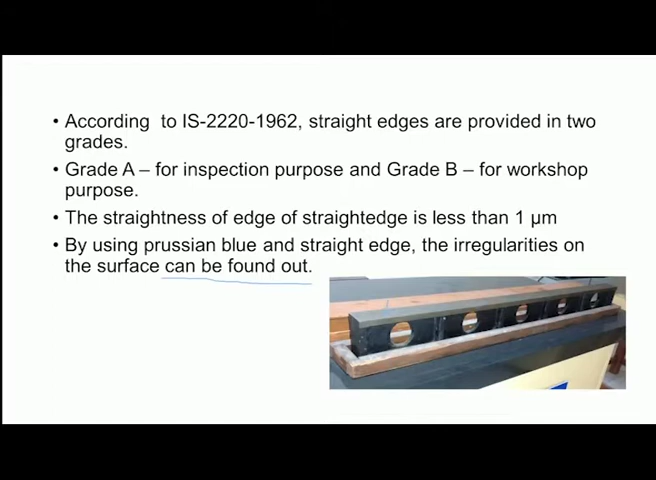 • According to IS-2220-1962, straight edges are provided in two
grades.
• Grade A – for inspection purpose and Grade B – for workshop
purpose.
• The straightness of edge of straightedge is less than 1 μm
• By using prussian blue and straight edge, the irregularities on
the surface can be found out.